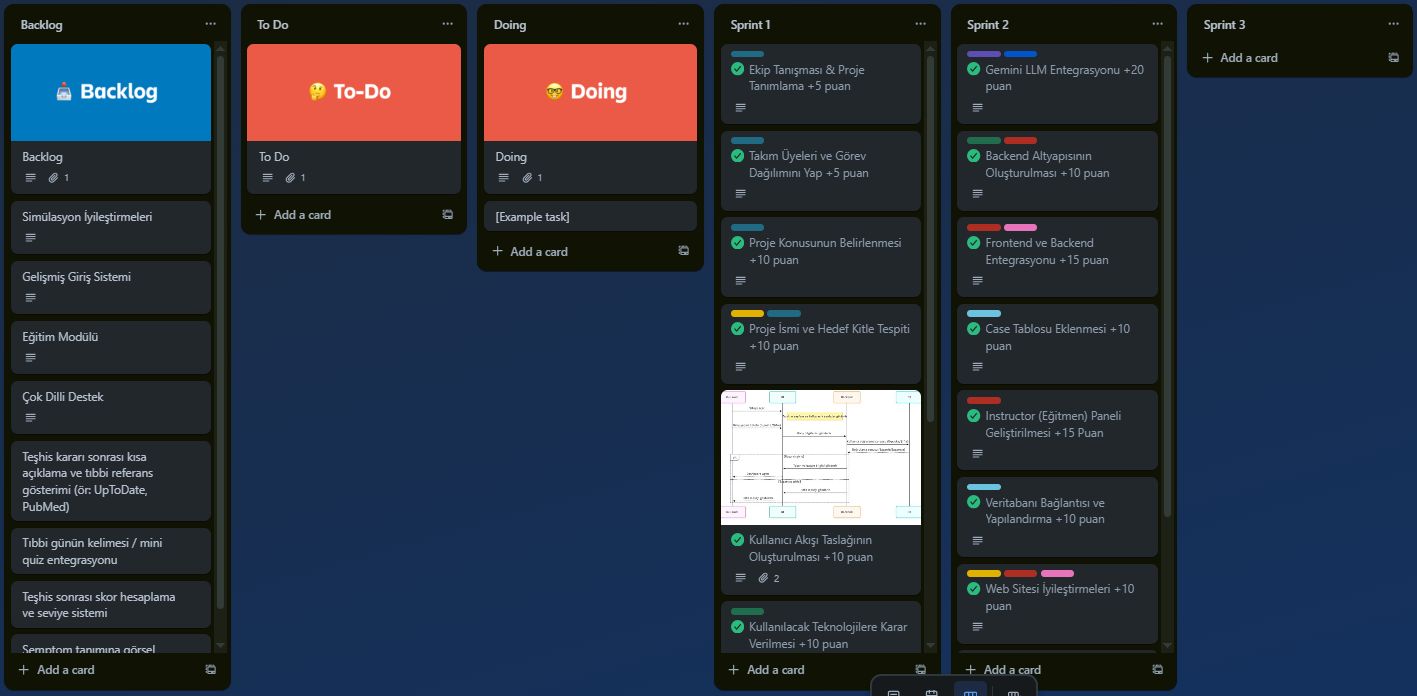 Backlog
Backlog
Backlog
1
Simülasyon İyileştirmeleri
Gelişmiş Giriş Sistemi
Eğitim Modülü
Çok Dilli Destek
Teşhis kararı sonrası kısa
açıklama ve tıbbi referans
gösterimi (ör: UpToDate,
PubMed)
Tıbbi günün kelimesi / mini
quiz entegrasyonu
Teşhis sonrası skor hesaplama
ve seviye sistemi
Semptom tanımına görsel
+ Add a card
To Do
To-Do
To Do
1
+ Add a card
Doing
Doing
Doing
1
[Example task]
+ Add a card
Sprint 1
Ekip Tanışması & Proje
Tanımlama +5 puan
Takım Üyeleri ve Görev
Dağılımını Yap +5 puan
Proje Konusunun Belirlenmesi
+10 puan
Proje İsmi ve Hedef Kitle Tespiti
+10 puan
Kullanıcı Akışı Taslağının
Oluşturulması +10 puan
2
Kullanılacak Teknolojilere Karar
Verilmesi +10 puan
+ Add a card
Sprint 2
Gemini LLM Entegrasyonu +20
puan
Backend Altyapısının
Oluşturulması +10 puan
Frontend ve Backend
Entegrasyonu +15 puan
Case Tablosu Eklenmesi +10
puan
Instructor (Eğitmen) Paneli
Geliştirilmesi +15 Puan
Veritabanı Bağlantısı ve
Yapılandırma +10 puan
Web Sitesi İyileştirmeleri +10
puan
+ Add a card
Sprint 3
+ Add a card